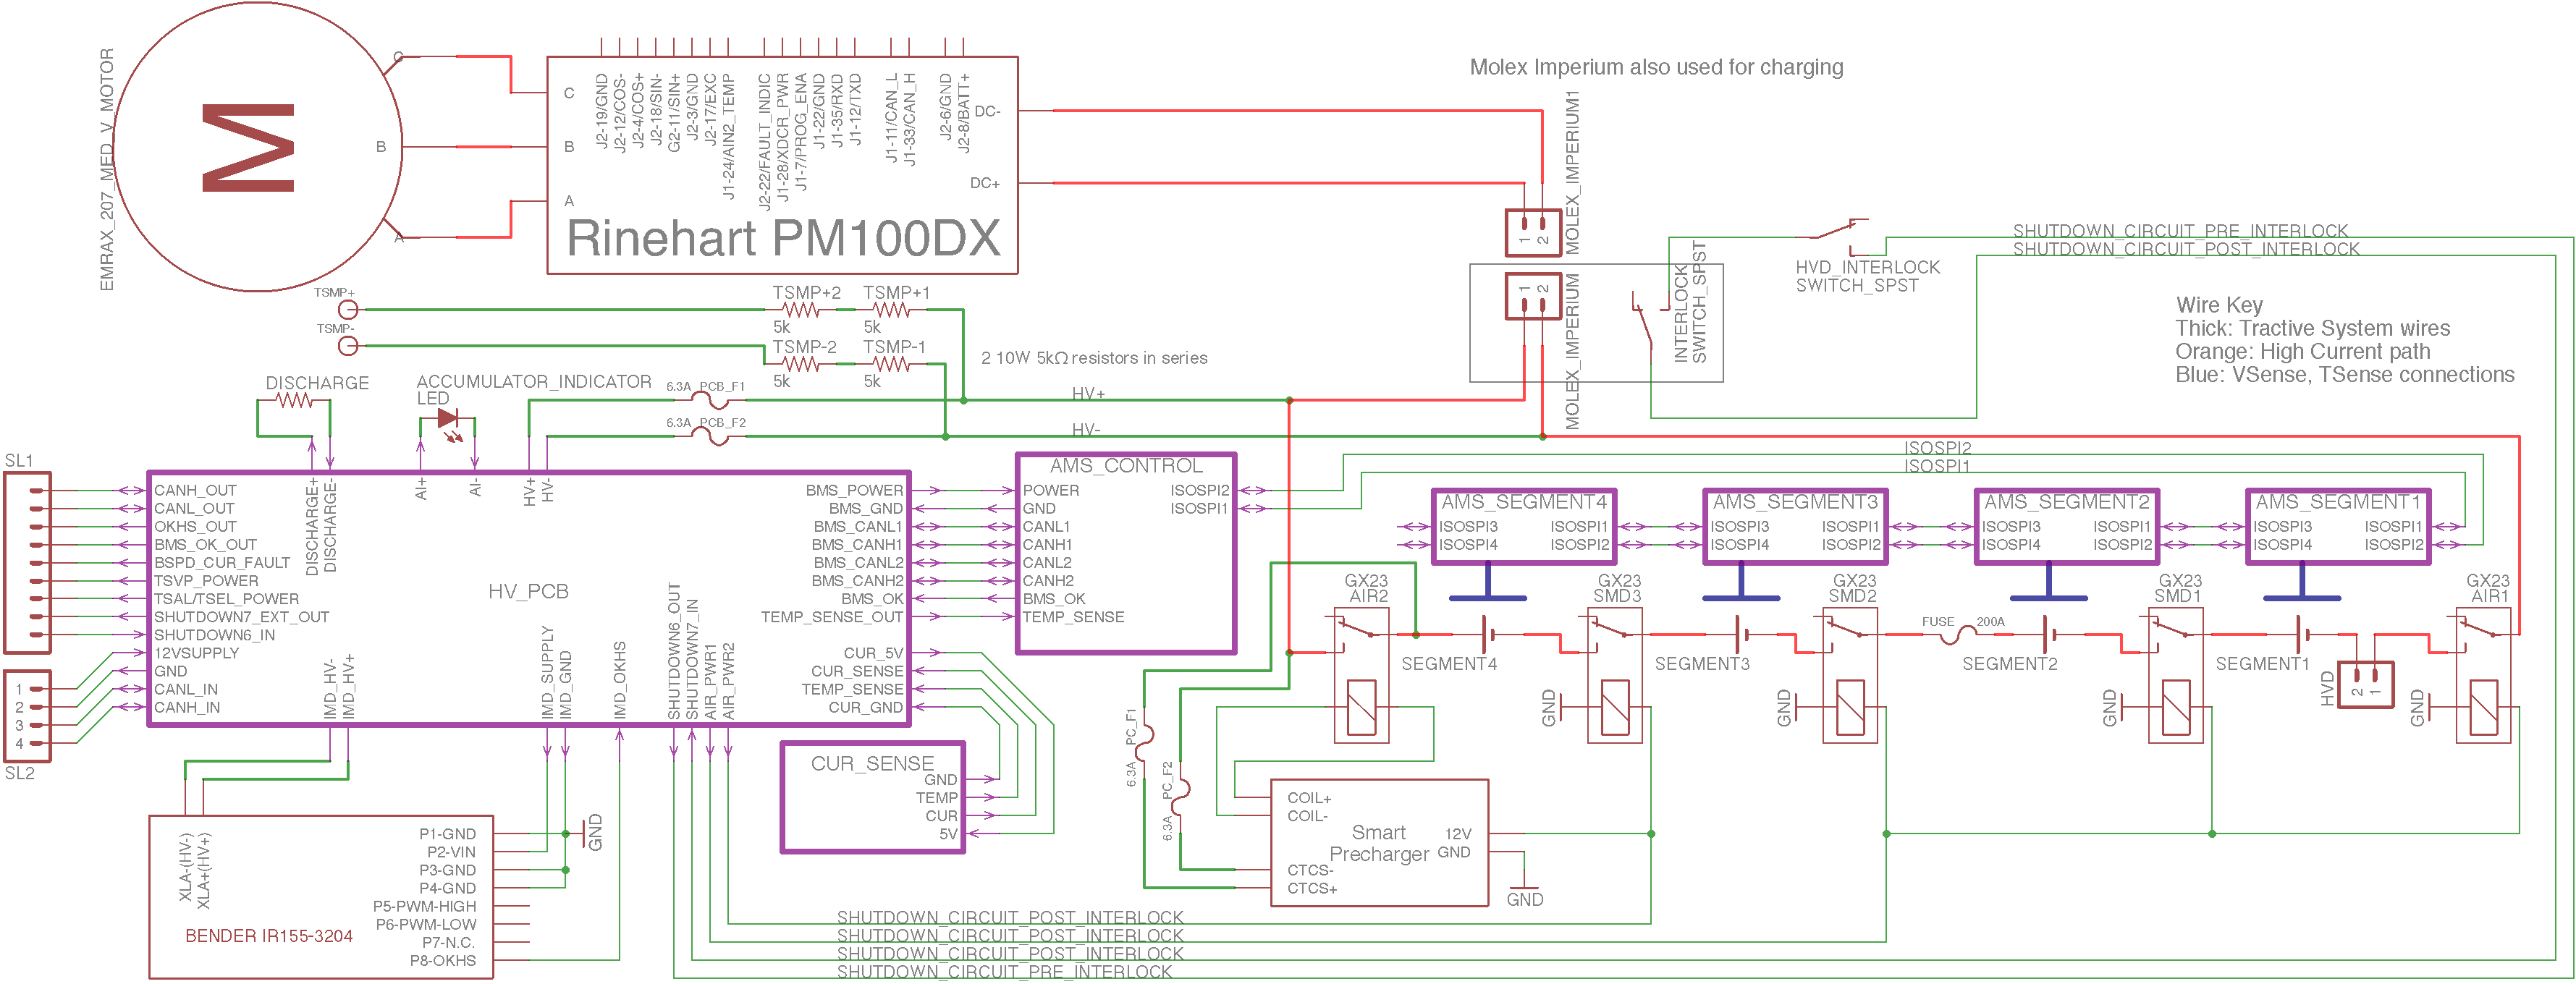 EMRAX_207_MED_V_MOTOR
M
C
B
A
C
B
A
J2-19/GND
J2-12/COS-
J2-4/COS+
J2-18/SIN-
G2-11/SIN+
J2-3/GND
J2-17/EXC
J1-24/AIN2_TEMP
J2-22/FAULT_INDIC
J1-28/XDCR_PWR
J1-7/PROG_ENA
J1-22/GND
J1-35/RXD
J1-12/TXD
J1-11/CAN_L
J1-33/CAN_H
J2-6/GND
J2-8/BATT+
DC-
DC+
Rinehart PM100DX
Molex Imperium also used for charging
MOLEX_IMPERIUM1
1
2
MOLEX_IMPERIUM
1
2
INTERLOCK
SWITCH_SPST
HVD_INTERLOCK
SWITCH_SPST
SHUTDOWN_CIRCUIT_PRE_INTERLOCK
SHUTDOWN_CIRCUIT_POST_INTERLOCK
Wire Key
Thick: Tractive System wires
Orange: High Current path
Blue: VSense, TSense connections
TSMP+
TSMP-
TSMP+2
TSMP+1
5k
5k
TSMP-2
TSMP-1
5k
5k
2 10W 5kΩ resistors in series
DISCHARGE
ACCUMULATOR_INDICATOR
LED
6.3A PCB_F1
6.3A PCB_F2
HV+
HV-
SL1
CANH_OUT
CANL_OUT
OKHS_OUT
BMS_OK_OUT
BSPD_CUR_FAULT
TSVP_POWER
TSAL/TSEL_POWER
SHUTDOWN7_EXT_OUT
SHUTDOWN6_IN
12VSUPPLY
GND
CANL_IN
CANH_IN
1
2
3
4
SL2
DISCHARGE+
DISCHARGE-
AI+
AI-
HV+
HV-
HV_PCB
IMD_HV-
IMD_HV+
IMD_SUPPLY
IMD_GND
IMD_OKHS
SHUTDOWN6_OUT
SHUTDOWN7_IN
AIR_PWR1
AIR_PWR2
BMS_POWER
BMS_GND
BMS_CANL1
BMS_CANH1
BMS_CANL2
BMS_CANH2
BMS_OK
TEMP_SENSE_OUT
CUR_5V
CUR_SENSE
TEMP_SENSE
CUR_GND
AMS_CONTROL
POWER
GND
CANL1
CANH1
CANL2
CANH2
BMS_OK
TEMP_SENSE
ISOSPI2
ISOSPI1
ISOSPI2
ISOSPI1
AMS_SEGMENT4
ISOSPI3
ISOSPI4
ISOSPI1
ISOSPI2
AMS_SEGMENT3
ISOSPI3
ISOSPI4
ISOSPI1
ISOSPI2
AMS_SEGMENT2
ISOSPI3
ISOSPI4
ISOSPI1
ISOSPI2
AMS_SEGMENT1
ISOSPI3
ISOSPI4
ISOSPI1
ISOSPI2
GX23
AIR2
GX23
SMD3
GX23
SMD2
GX23
SMD1
GX23
AIR1
SEGMENT4
SEGMENT3
FUSE 200A
SEGMENT2
SEGMENT1
HVD
2
1
GND
GND
GND
GND
PC_F1
6.3A
PC_F2
6.3A
CUR_SENSE
GND
TEMP
CUR
5V
COIL+
COIL-
Smart
Precharger
12V
GND
CTCS-
CTCS+
GND
XLA-(HV-)
XLA+(HV+)
P1-GND
P2-VIN
P3-GND
P4-GND
P5-PWM-HIGH
P6-PWM-LOW
P7-N.C.
P8-OKHS
BENDER IR155-3204
GND
SHUTDOWN_CIRCUIT_POST_INTERLOCK
SHUTDOWN_CIRCUIT_POST_INTERLOCK
SHUTDOWN_CIRCUIT_POST_INTERLOCK
SHUTDOWN_CIRCUIT_PRE_INTERLOCK